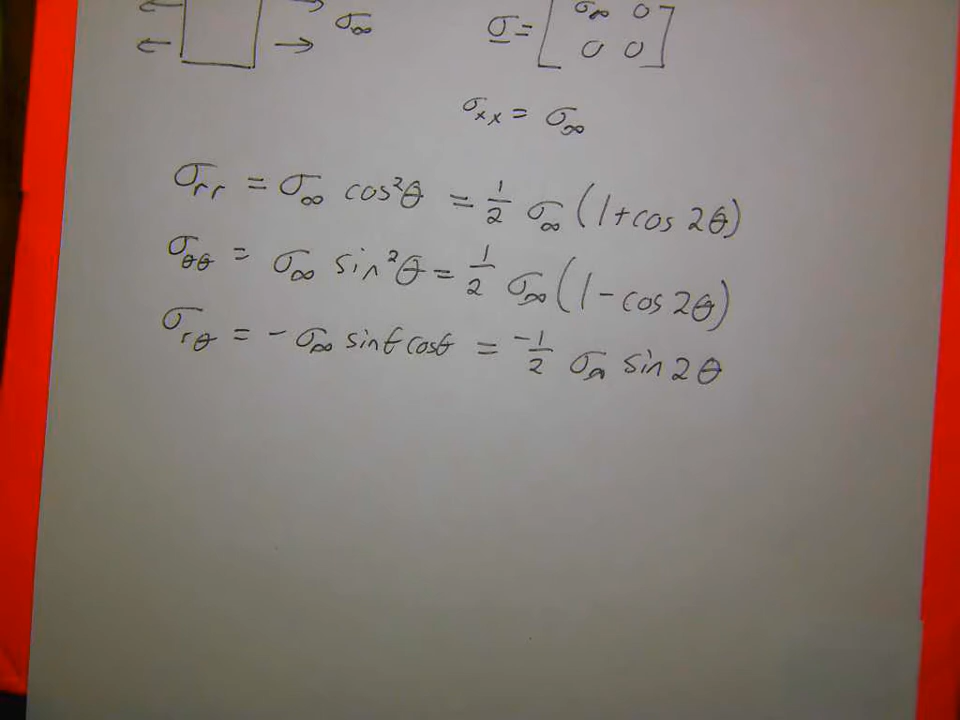 σ∞ σ = [ σ∞ 0
0 0 ]
σxx = σ∞
σrr = σ∞ cos²θ = 1/2 σ∞ (1+cos 2θ)
σθθ = σ∞ sin²θ = 1/2 σ∞ (1 - cos 2θ)
σrθ = - σ∞ sinθ cosθ = -1/2 σ∞ sin 2θ